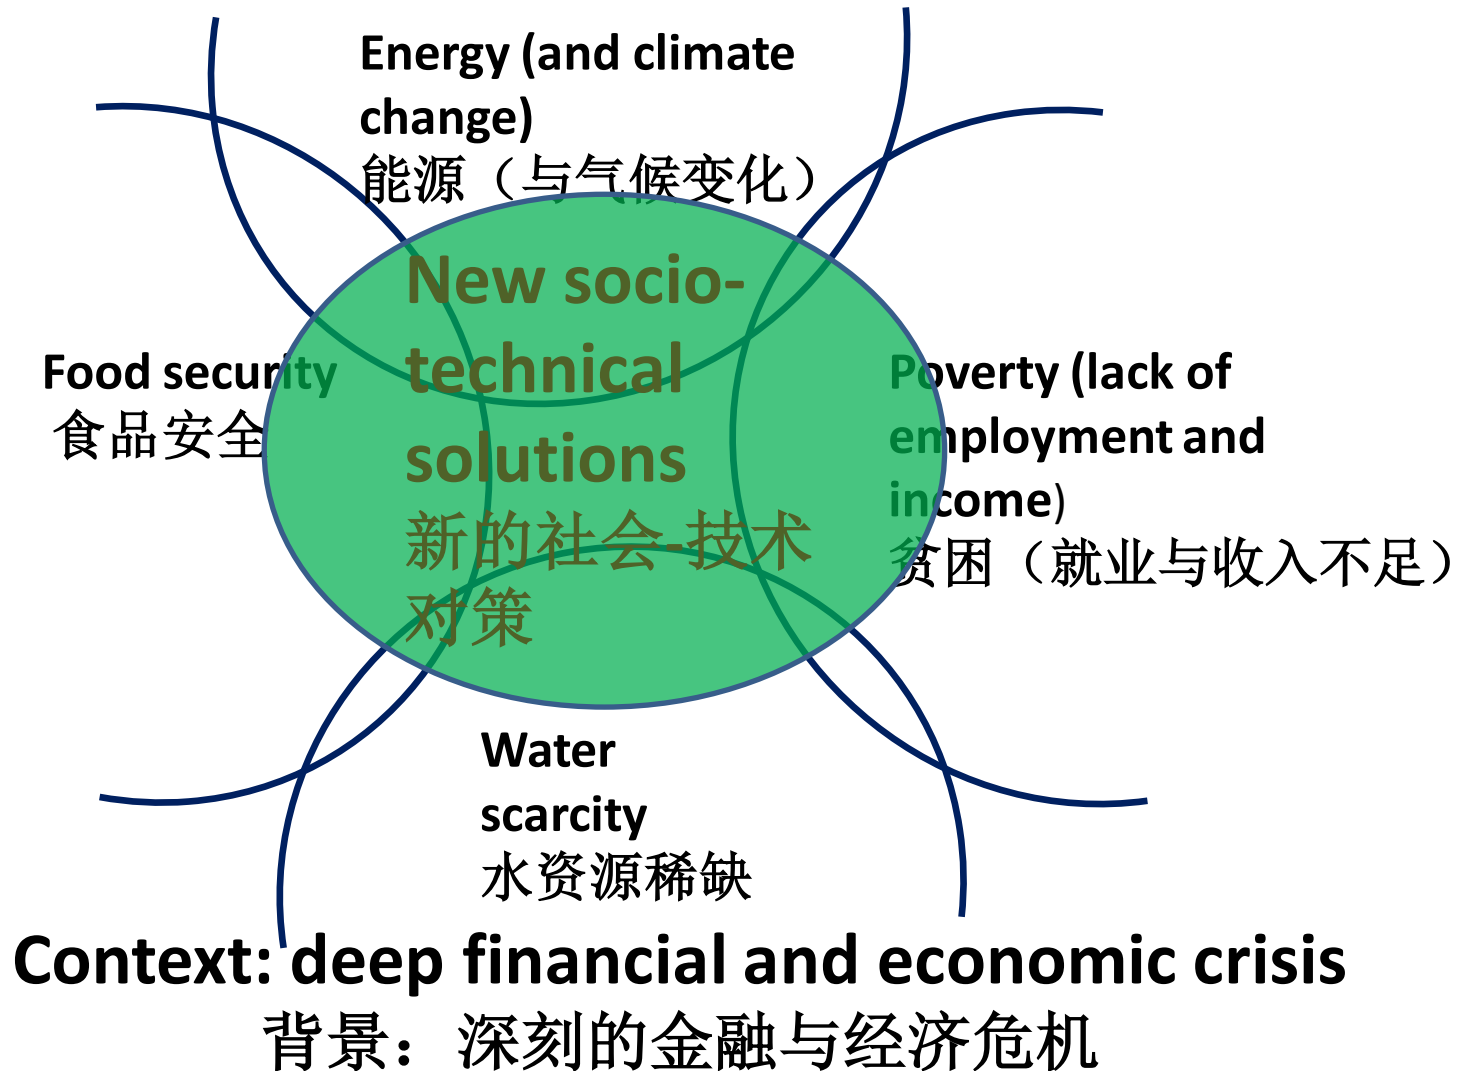 Energy (and climate
change)
能源（与气候变化）
New socio-
technical
solutions
新的社会-技术
对策
Food security
食品安全
Poverty (lack of
employment and
income)
贫困（就业与收入不足）
Water
scarcity
水资源稀缺
Context: deep financial and economic crisis
背景：深刻的金融与经济危机